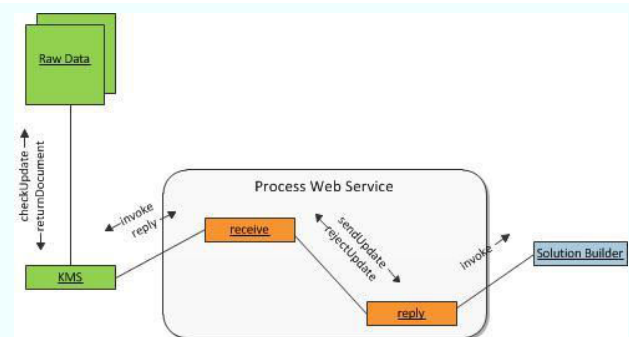 Raw Data
checkUpdate
returnDocument
Process Web Service
invoke
reply
receive
sendUpdate
rejectUpdate
invoke
Solution Builder
KMS
reply